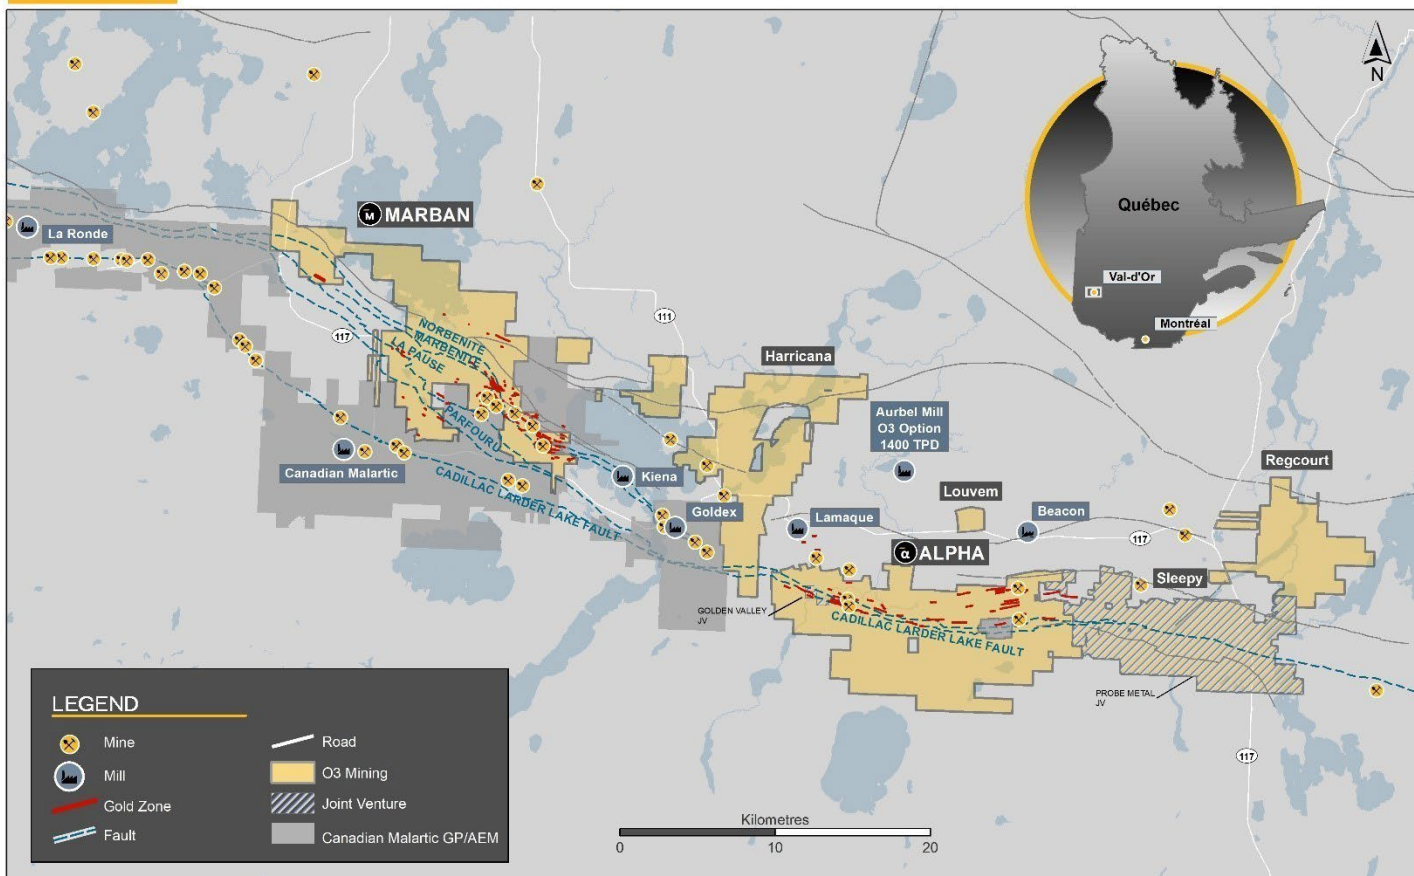 N
Québec
Val-d'Or
Montréal
La Ronde
M MARBAN
117
111
NORBENITE
MARBENITE
LA PAUSE
PARFOURU
Harricana
Aurbel Mill
O3 Option
1400 TPD
Regcourt
Canadian Malartic
CADILLAC LARDER LAKE FAULT
Kiena
Goldex
Lamaque
Louvem
Beacon
117
α ALPHA
Sleepy
GOLDEN VALLEY
JV
CADILLAC LARDER LAKE FAULT
PROBE METAL
JV
117
LEGEND
Mine
Mill
Gold Zone
Fault
Road
O3 Mining
Joint Venture
Canadian Malartic GP/AEM
Kilometres
0 10 20